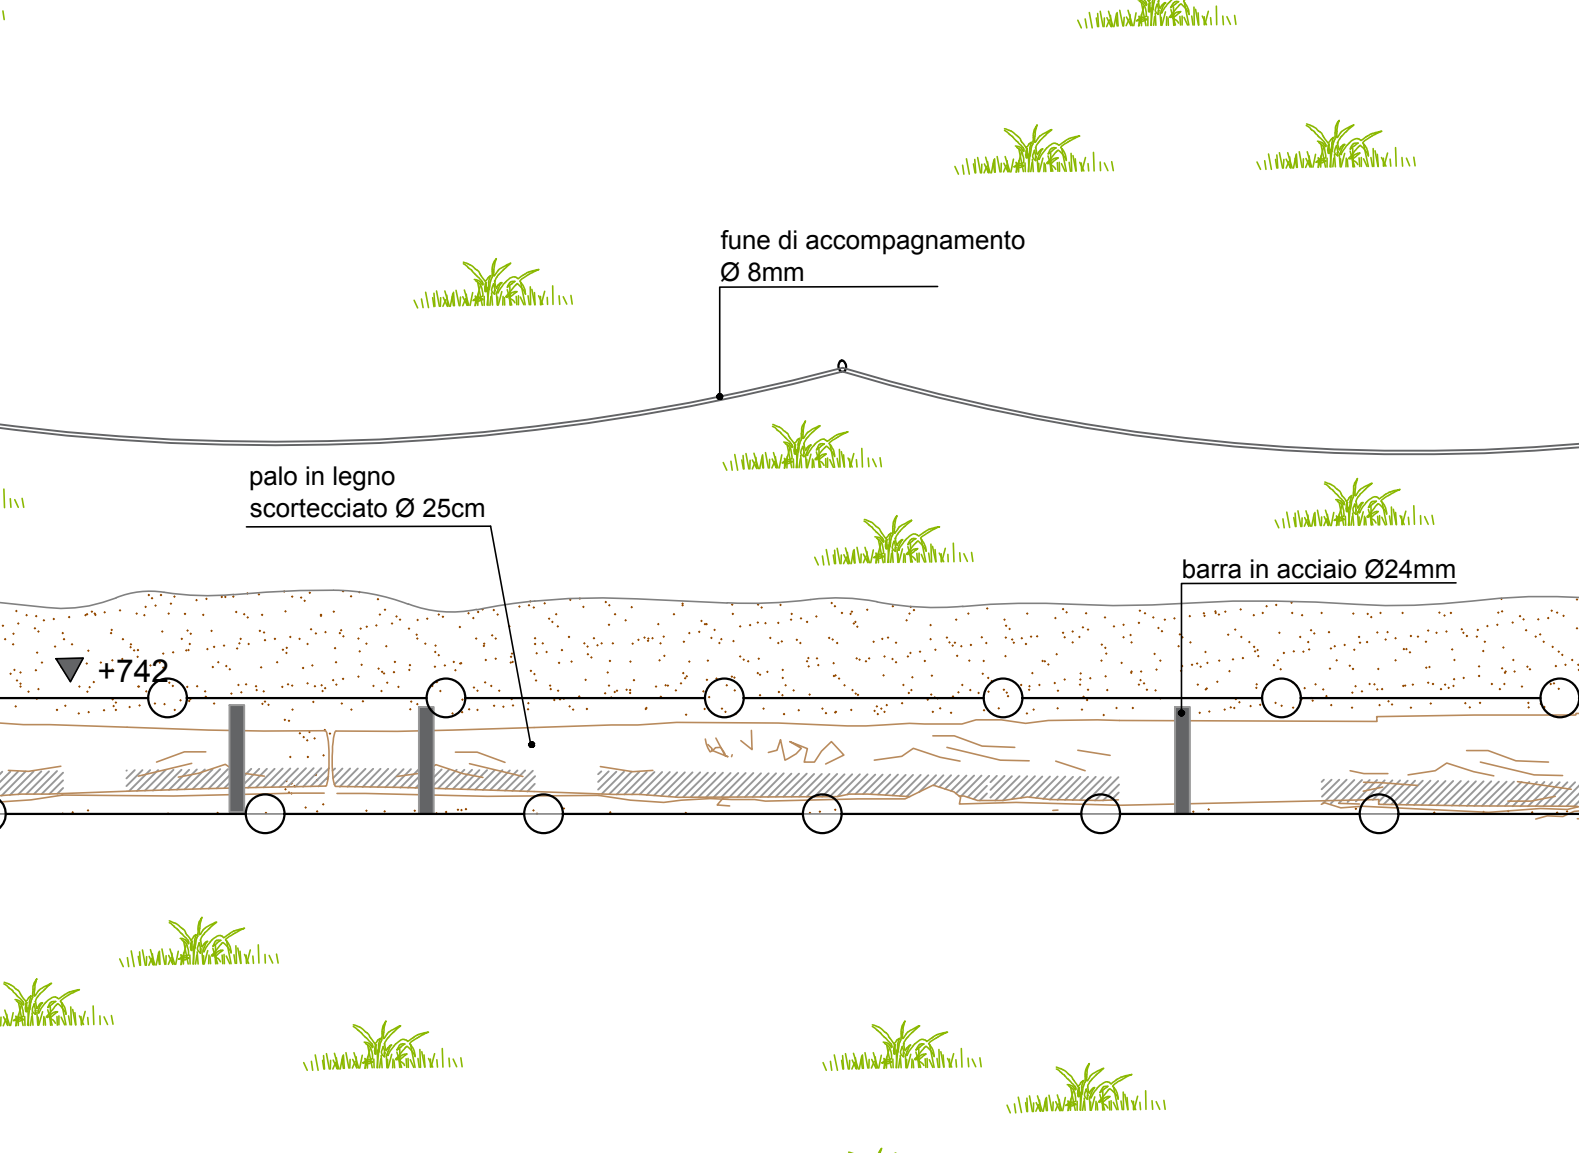 fune di accompagnamento
Ø 8mm
palo in legno
scortecciato Ø 25cm
barra in acciaio Ø24mm
+742